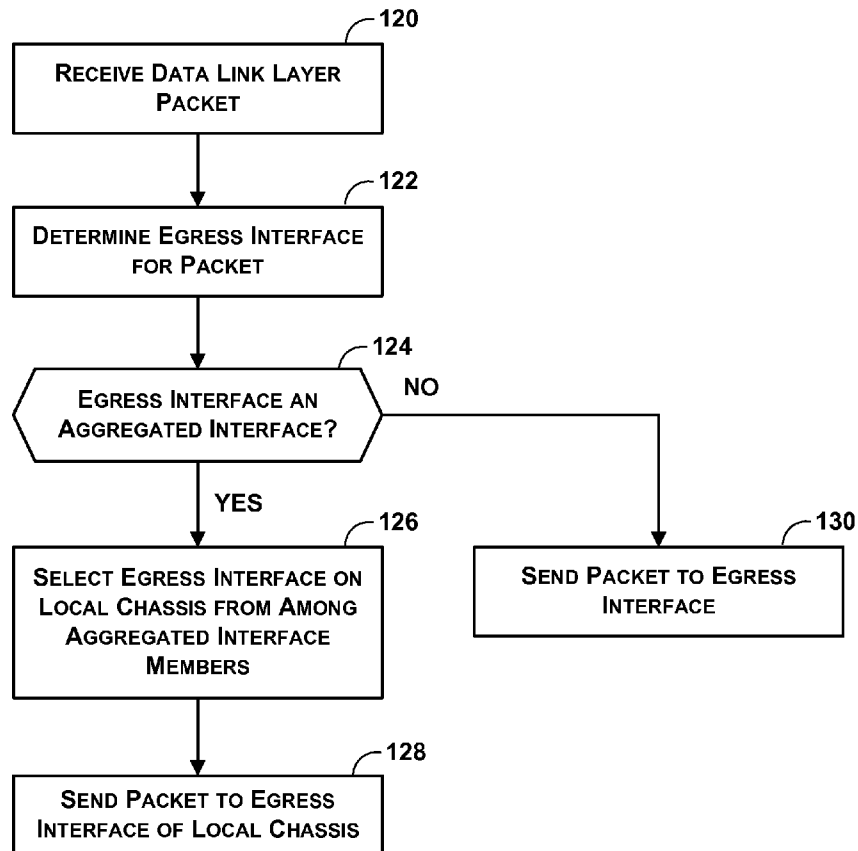 120
RECEIVE DATA LINK LAYER
PACKET
122
DETERMINE EGRESS INTERFACE
FOR PACKET
124
EGRESS INTERFACE AN
AGGREGATED INTERFACE?
NO
YES
126
SELECT EGRESS INTERFACE ON
LOCAL CHASSIS FROM AMONG
AGGREGATED INTERFACE
MEMBERS
130
SEND PACKET TO EGRESS
INTERFACE
128
SEND PACKET TO EGRESS
INTERFACE OF LOCAL CHASSIS